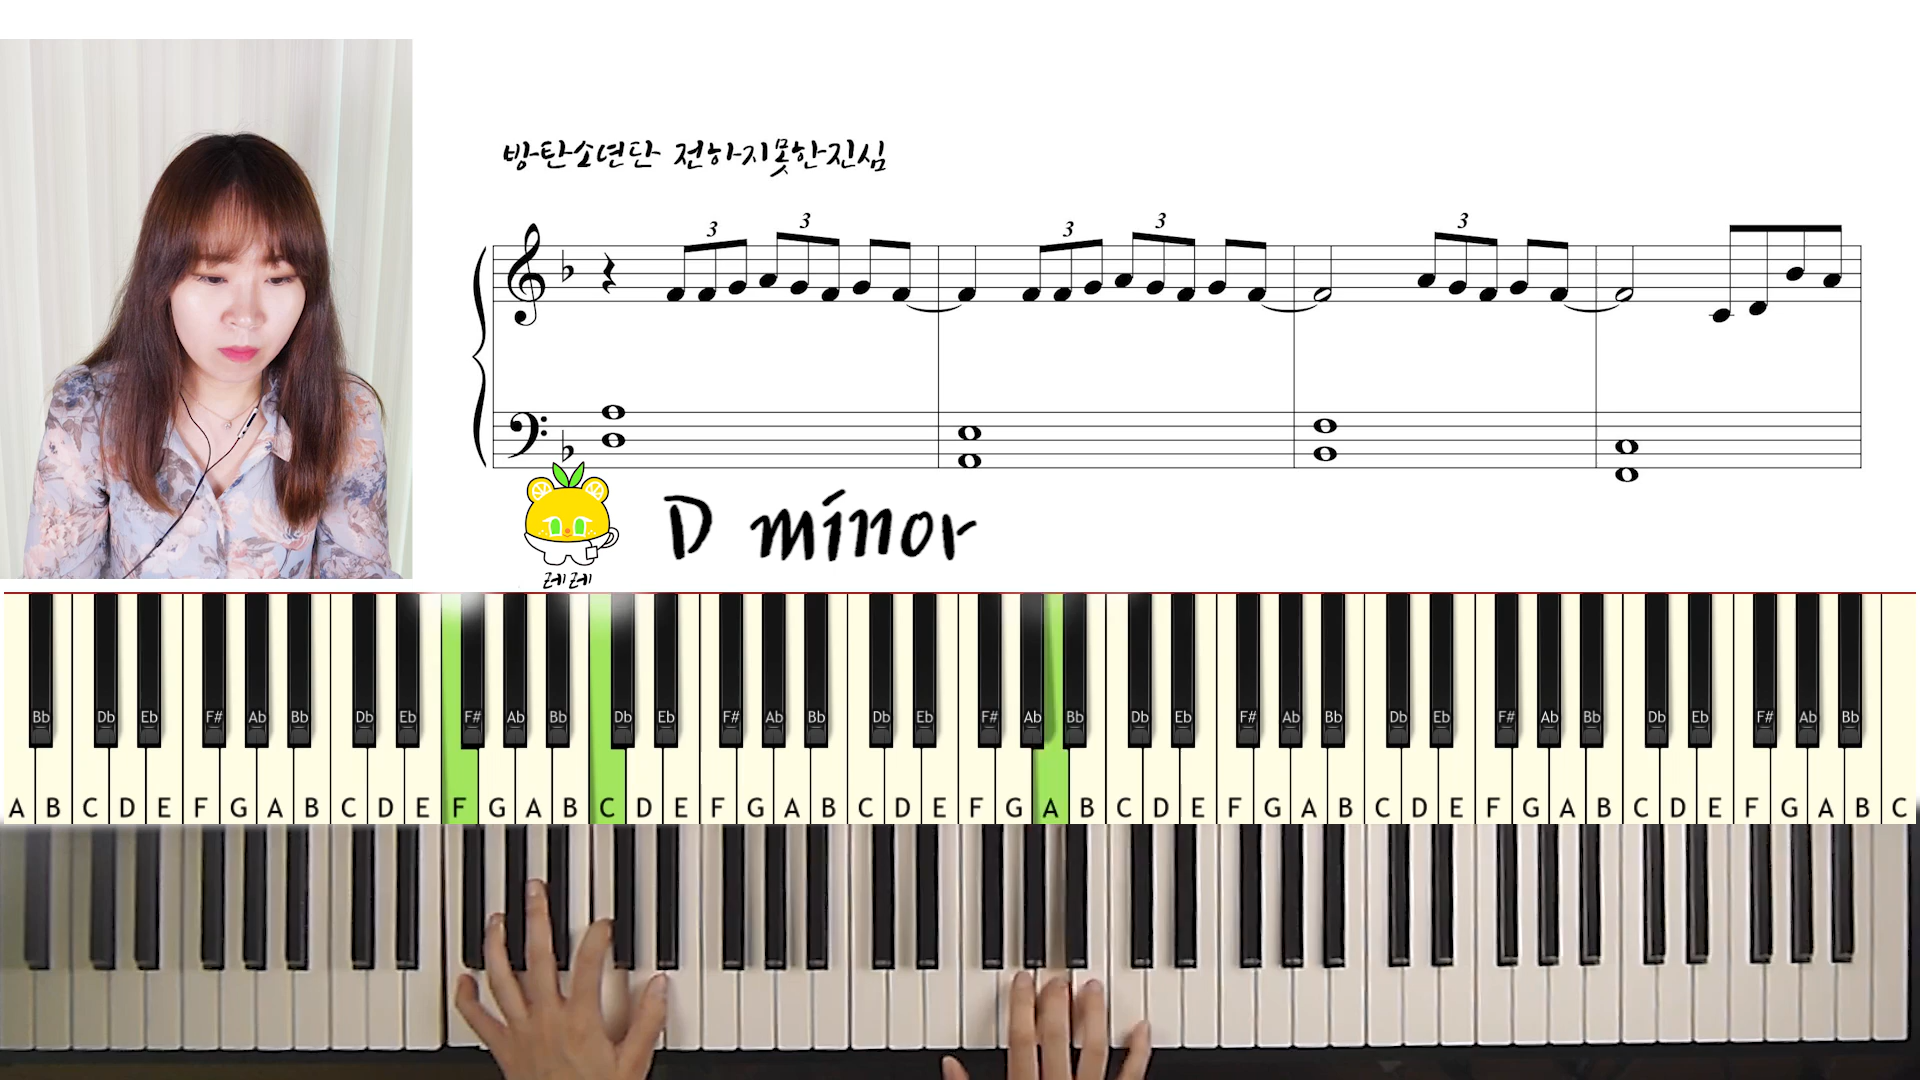 방탄소년단 전하지못한진심
3 3 3 3 3
레레
D minor
Bb Db Eb F# Ab Bb Db Eb F# Ab Bb Db Eb F# Ab Bb Db Eb F# Ab Bb Db Eb F# Ab Bb Db Eb F# Ab Bb Db Eb F# Ab Bb
A B C D E F G A B C D E F G A B C D E F G A B C D E F G A B C D E F G A B C D E F G A B C D E F G A B C